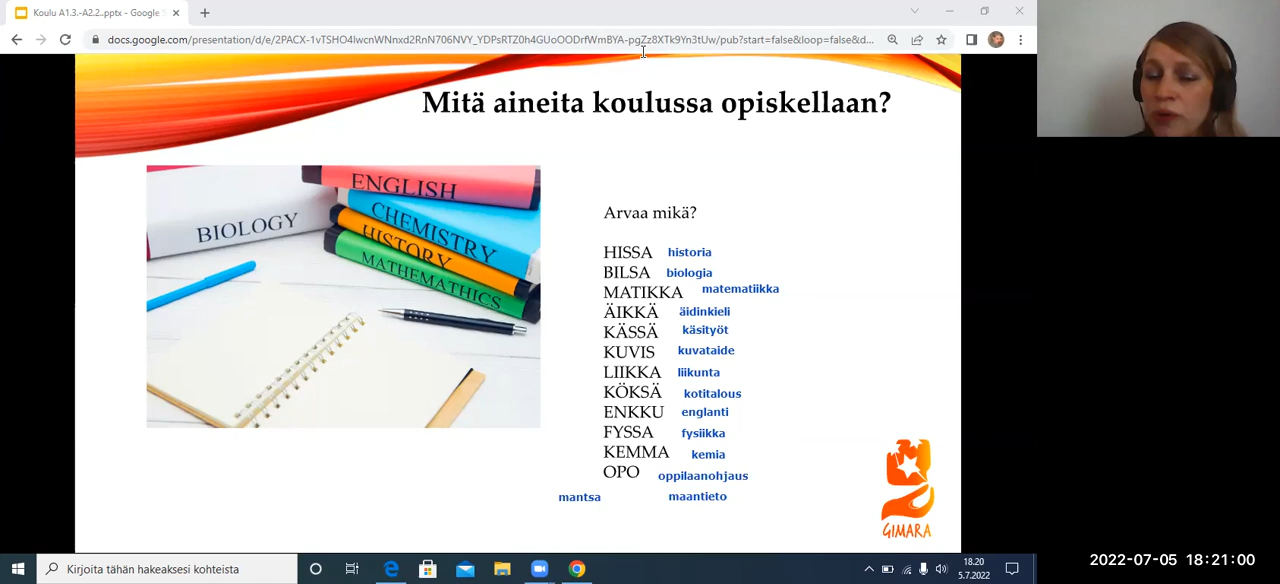 Koulu A1.3.-A2.2..pptx - Google S
docs.google.com/presentation/d/e/2PACX-1vTSHO4lwcnWNnxd2RnN706NVY_YDPsRTZ0h4GUoOODrfWmBYA-pgZz8XTk9Yn3tUw/pub?start=false&loop=false&d...
Mitä aineita koulussa opiskellaan?
ENGLISH
BIOLOGY
CHEMISTRY
HISTORY
MATHEMATHICS
Arvaa mikä?
HISSA historia
BILSA biologia
MATIKKA matematiikka
ÄIKKÄ äidinkieli
KÄSSÄ käsityöt
KUVIS kuvataide
LIIKKA liikunta
KÖKSÄ kotitalous
ENKKU englanti
FYSSA fysiikka
KEMMA kemia
OPO oppilaanohjaus
mantsa maantieto
GIMARA
Kirjoita tähän hakeaksesi kohteista
18.20
5.7.2022
2022-07-05 18:21:00